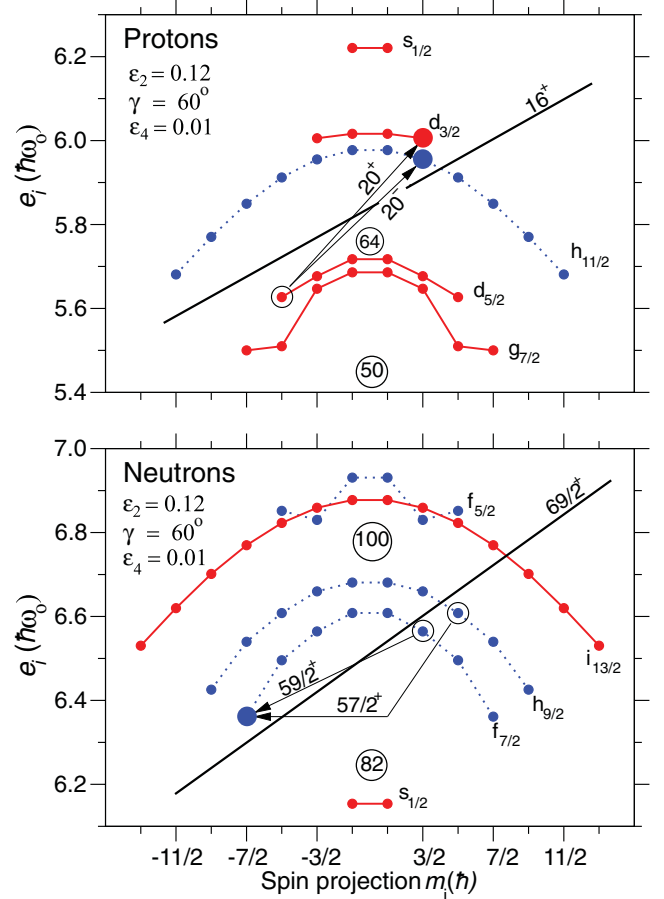 Protons
ε₂ = 0.12
γ = 60°
ε₄ = 0.01
eᵢ (ħω₀)
6.2
6.0
5.8
5.6
5.4
s₁/₂
16⁺
d₃/₂
20⁺
20⁻
64
h₁₁/₂
d₅/₂
g₇/₂
50
Neutrons
ε₂ = 0.12
γ = 60°
ε₄ = 0.01
eᵢ (ħω₀)
7.0
6.8
6.6
6.4
6.2
69/2⁺
f₅/₂
100
i₁₃/₂
59/2⁺
57/2⁺
h₉/₂
f₇/₂
82
s₁/₂
-11/2 -7/2 -3/2 3/2 7/2 11/2
Spin projection mᵢ(ħ)